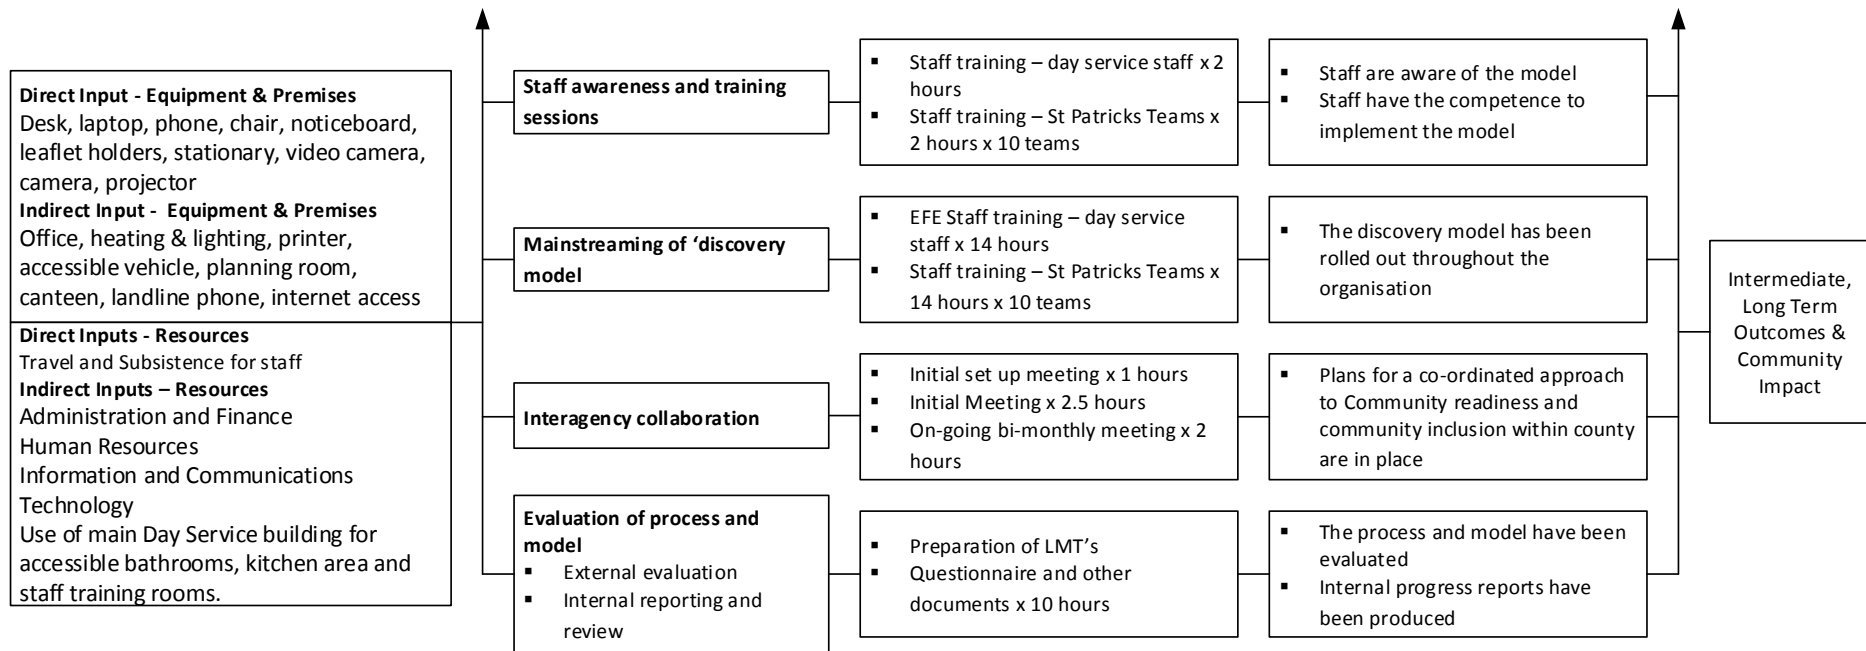 Direct Input - Equipment & Premises
Desk, laptop, phone, chair, noticeboard,
leaflet holders, stationary, video camera,
camera, projector
Indirect Input -  Equipment & Premises
Office, heating & lighting, printer,
accessible vehicle, planning room,
canteen, landline phone, internet access
Direct Inputs - Resources
Travel and Subsistence for staff
Indirect Inputs – Resources
Administration and Finance
Human Resources
Information and Communications
Technology
Use of main Day Service building for
accessible bathrooms, kitchen area and
staff training rooms.
Staff awareness and training
sessions
▪ Staff training – day service staff x 2
hours
▪ Staff training – St Patricks Teams x
2 hours x 10 teams
▪ Staff are aware of the model
▪ Staff have the competence to
implement the model
Mainstreaming of ‘discovery
model
▪ EFE Staff training – day service
staff x 14 hours
▪ Staff training – St Patricks Teams x
14 hours x 10 teams
▪ The discovery model has been
rolled out throughout the
organisation
Interagency collaboration
▪ Initial set up meeting x 1 hours
▪ Initial Meeting x 2.5 hours
▪ On-going bi-monthly meeting x 2
hours
▪ Plans for a co-ordinated approach
to Community readiness and
community inclusion within county
are in place
Evaluation of process and
model
▪ External evaluation
▪ Internal reporting and
review
▪ Preparation of LMT’s
▪ Questionnaire and other
documents x 10 hours
▪ The process and model have been
evaluated
▪ Internal progress reports have
been produced
Intermediate,
Long Term
Outcomes &
Community
Impact